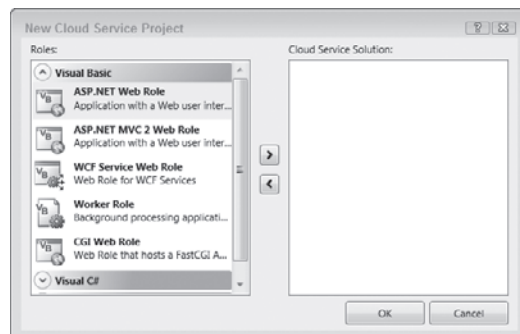 New Cloud Service Project
Roles:
Cloud Service Solution:
Visual Basic
ASP.NET Web Role
Application with a Web user inter...
ASP.NET MVC 2 Web Role
Application with a Web user inter...
WCF Service Web Role
Web Role for WCF Services
Worker Role
Background processing applicati...
CGI Web Role
Web Role that hosts a FastCGI A...
Visual C#
OK
Cancel